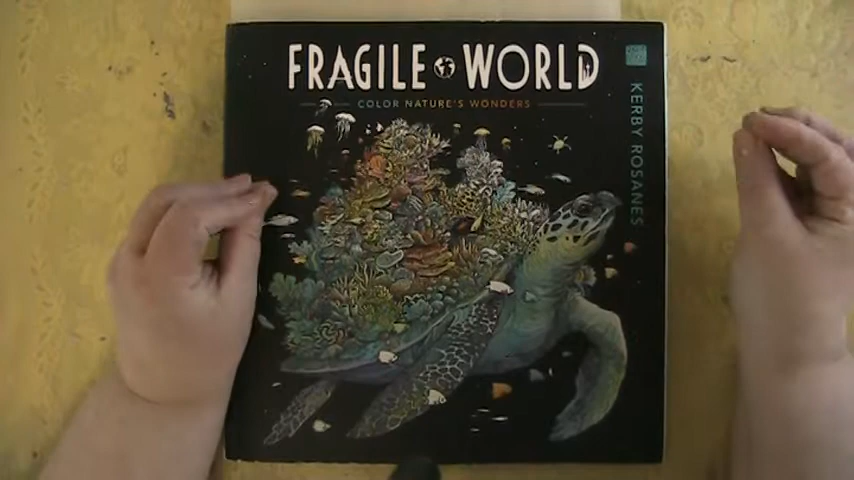 FRAGILE WORLD
COLOR NATURE'S WONDERS
KERBY ROSANES